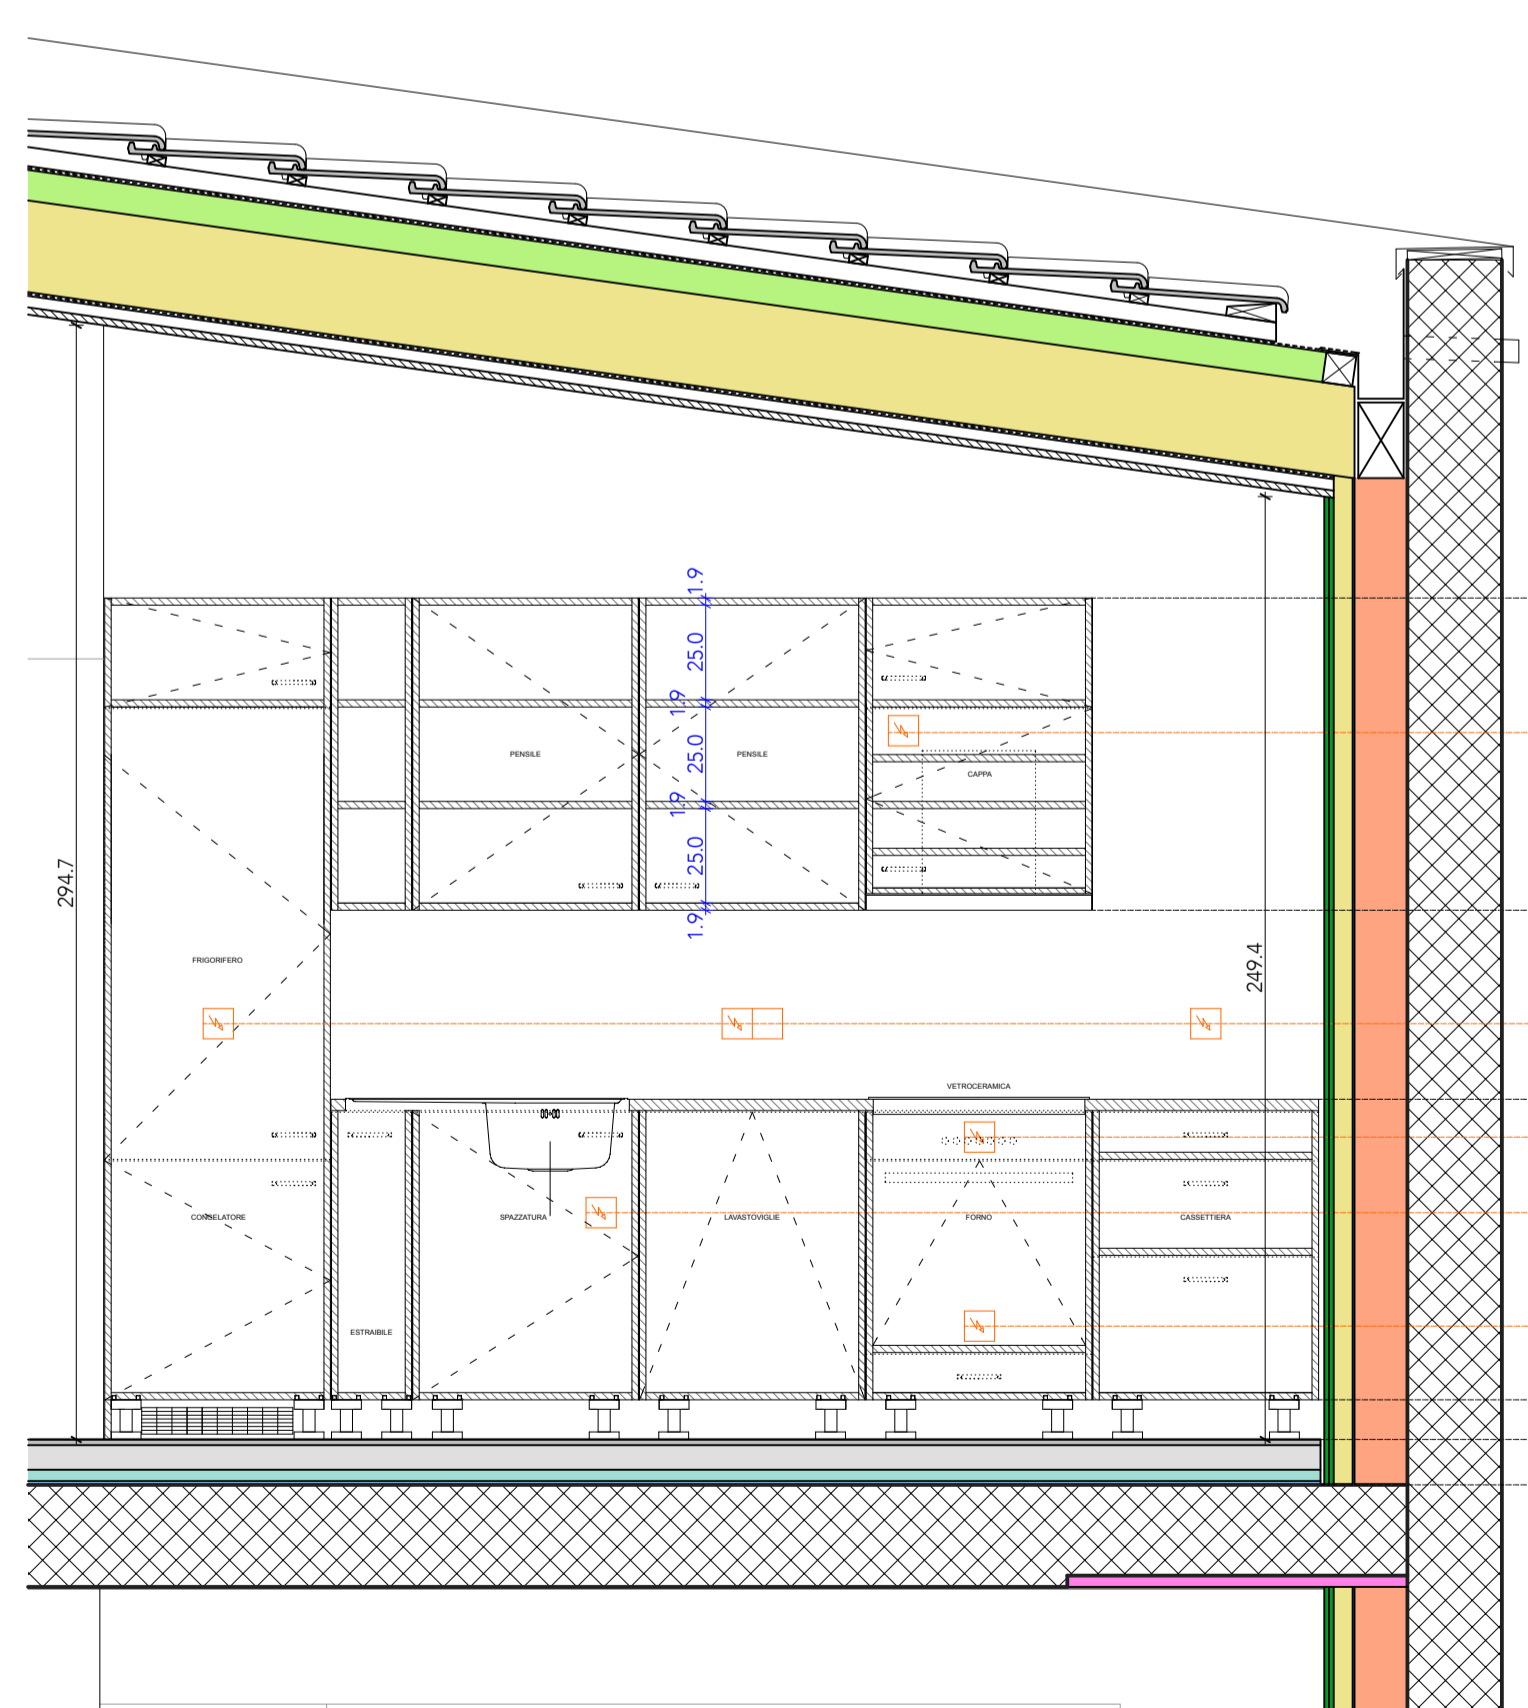 1.9
25.0
1.9
25.0
PENSILE
PENSILE
CAPPA
1.9
25.0
294.7
1.9
FRIGORIFERO
249.4
VETROCERAMICA
CONGELATORE
SPAZZATURA
LAVASTOVIGLIE
FORNO
CASSETTIERA
ESTRAIBILE